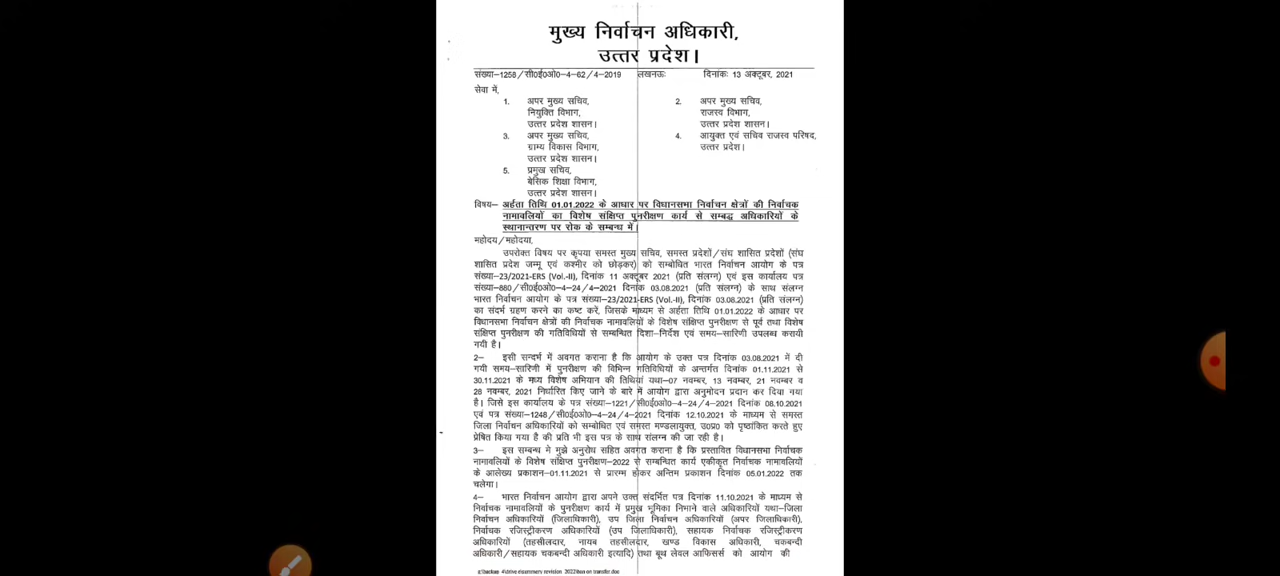 मुख्य निर्वाचन अधिकारी,
उत्तर प्रदेश।
संख्या–1258/सी0ई0ओ0–4–62/4–2019 लखनऊः दिनांकः 13 अक्टूबर, 2021
सेवा में,
1. अपर मुख्य सचिव, 2. अपर मुख्य सचिव,
नियुक्ति विभाग, राजस्व विभाग,
उत्तर प्रदेश शासन। उत्तर प्रदेश शासन।
3. अपर मुख्य सचिव, 4. आयुक्त एवं सचिव राजस्व परिषद,
ग्राम्य विकास विभाग, उत्तर प्रदेश।
उत्तर प्रदेश शासन।
5. प्रमुख सचिव,
बेसिक शिक्षा विभाग,
उत्तर प्रदेश शासन।
विषय– अर्हता तिथि 01.01.2022 के आधार पर विधानसभा निर्वाचन क्षेत्रों की निर्वाचक
नामावलियों का विशेष संक्षिप्त पुनरीक्षण कार्य से सम्बद्ध अधिकारियों के
स्थानान्तरण पर रोक के सम्बन्ध में।
महोदय/महोदया,
उपरोक्त विषय पर कृपया समस्त मुख्य सचिव, समस्त प्रदेशों/संघ शासित प्रदेशों (संघ
शासित प्रदेश जम्मू एवं कश्मीर को छोड़कर) को सम्बोधित भारत निर्वाचन आयोग के पत्र
संख्या–23/2021-ERS (Vol.-II), दिनांक 11 अक्टूबर 2021 (प्रति संलग्न) एवं इस कार्यालय पत्र
संख्या–880/सी0ई0ओ0–4–24/4–2021 दिनांक 03.08.2021 (प्रति संलग्न) के साथ संलग्न
भारत निर्वाचन आयोग के पत्र संख्या–23/2021-ERS (Vol.-II), दिनांक 03.08.2021 (प्रति संलग्न)
का संदर्भ ग्रहण करने का कष्ट करें, जिसके माध्यम से अर्हता तिथि 01.01.2022 के आधार पर
विधानसभा निर्वाचन क्षेत्रों की निर्वाचक नामावलियों के विशेष संक्षिप्त पुनरीक्षण से पूर्व तथा विशेष
संक्षिप्त पुनरीक्षण की गतिविधियों से सम्बन्धित दिशा–निर्देश एवं समय–सारिणी उपलब्ध करायी
गयी है।
2– इसी सन्दर्भ में अवगत कराना है कि आयोग के उक्त पत्र दिनांक 03.08.2021 में दी
गयी समय–सारिणी में पुनरीक्षण की विभिन्न गतिविधियों के अन्तर्गत दिनांक 01.11.2021 से
30.11.2021 के मध्य विशेष अभियान की तिथियां यथा–07 नवम्बर, 13 नवम्बर, 21 नवम्बर व
28 नवम्बर, 2021 निर्धारित किए जाने के बारे में आयोग द्वारा अनुमोदन प्रदान कर दिया गया
है। जिसे इस कार्यालय के पत्र संख्या–1221/सी0ई0ओ0–4–24/4–2021 दिनांक 08.10.2021
एवं पत्र संख्या–1248/सी0ई0ओ0–4–24/4–2021 दिनांक 12.10.2021 के माध्यम से समस्त
जिला निर्वाचन अधिकारियों को सम्बोधित एवं समस्त मण्डलायुक्त, उ0प्र0 को पृष्ठांकित करते हुए
प्रेषित किया गया है की प्रति भी इस पत्र के साथ संलग्न की जा रही है।
3– इस सम्बन्ध मे मुझे अनुरोध सहित अवगत कराना है कि प्रस्तावित विधानसभा निर्वाचक
नामावलियों के विशेष संक्षिप्त पुनरीक्षण–2022 से सम्बन्धित कार्य एकीकृत निर्वाचक नामावलियों
के आलेख्य प्रकाशन–01.11.2021 से प्रारम्भ होकर अन्तिम प्रकाशन दिनांक 05.01.2022 तक
चलेगा।
4– भारत निर्वाचन आयोग द्वारा अपने उक्त संदर्भित पत्र दिनांक 11.10.2021 के माध्यम से
निर्वाचक नामावलियों के पुनरीक्षण कार्य में प्रमुख भूमिका निभाने वाले अधिकारियों यथा–जिला
निर्वाचन अधिकारियों (जिलाधिकारी), उप जिला निर्वाचन अधिकारियों (अपर जिलाधिकारी),
निर्वाचक रजिस्ट्रीकरण अधिकारियों (उप जिलाधिकारी), सहायक निर्वाचक रजिस्ट्रीकरण
अधिकारियों (तहसीलदार, नायब तहसीलदार, खण्ड विकास अधिकारी, चकबन्दी
अधिकारी/सहायक चकबन्दी अधिकारी इत्यादि) तथा बूथ लेवल आफिसर्स को आयोग की